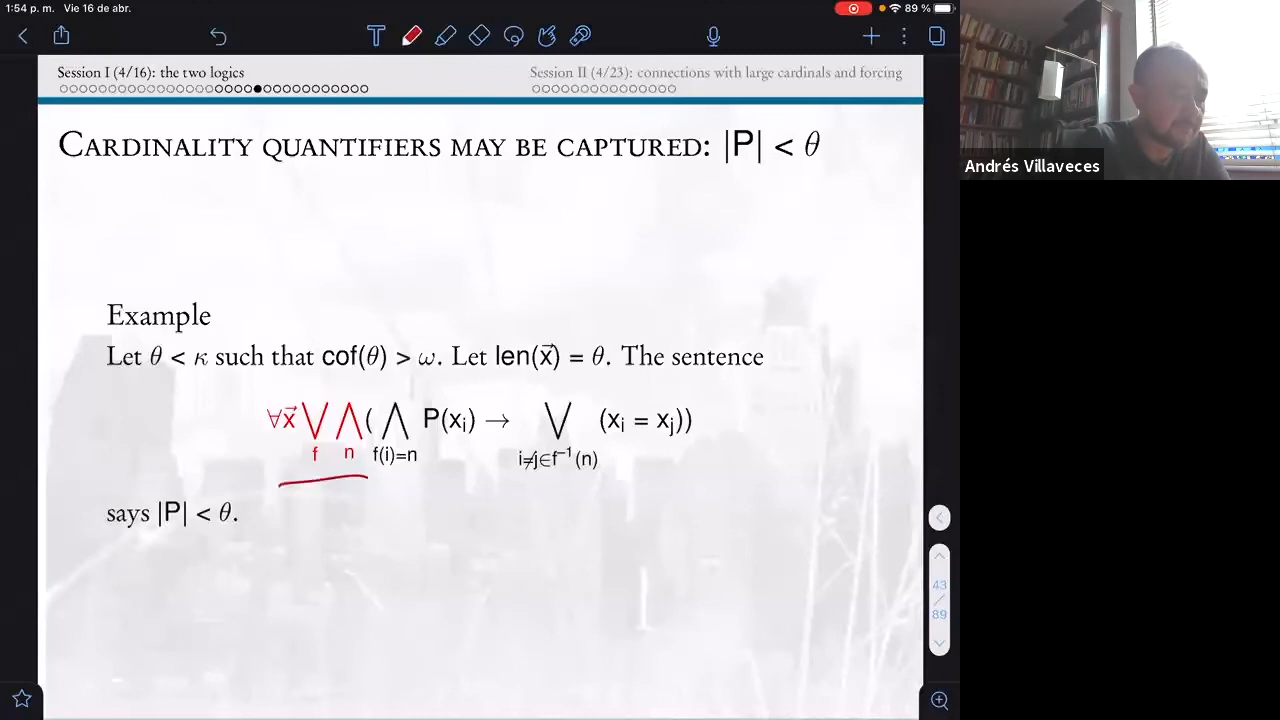 1:54 p. m. Vie 16 de abr.
89 %
Session I (4/16): the two logics
Session II (4/23): connections with large cardinals and forcing
CARDINALITY QUANTIFIERS MAY BE CAPTURED: |P| < θ
Andrés Villaveces
Example
Let θ < κ such that cof(θ) > ω. Let len(x⃗) = θ. The sentence
∀x⃗ ⋁ ⋀ ( ⋀ P(xᵢ) → ⋁ (xᵢ = xⱼ))
f n f(i)=n i≠j∈f⁻¹(n)
says |P| < θ.
43
/
89